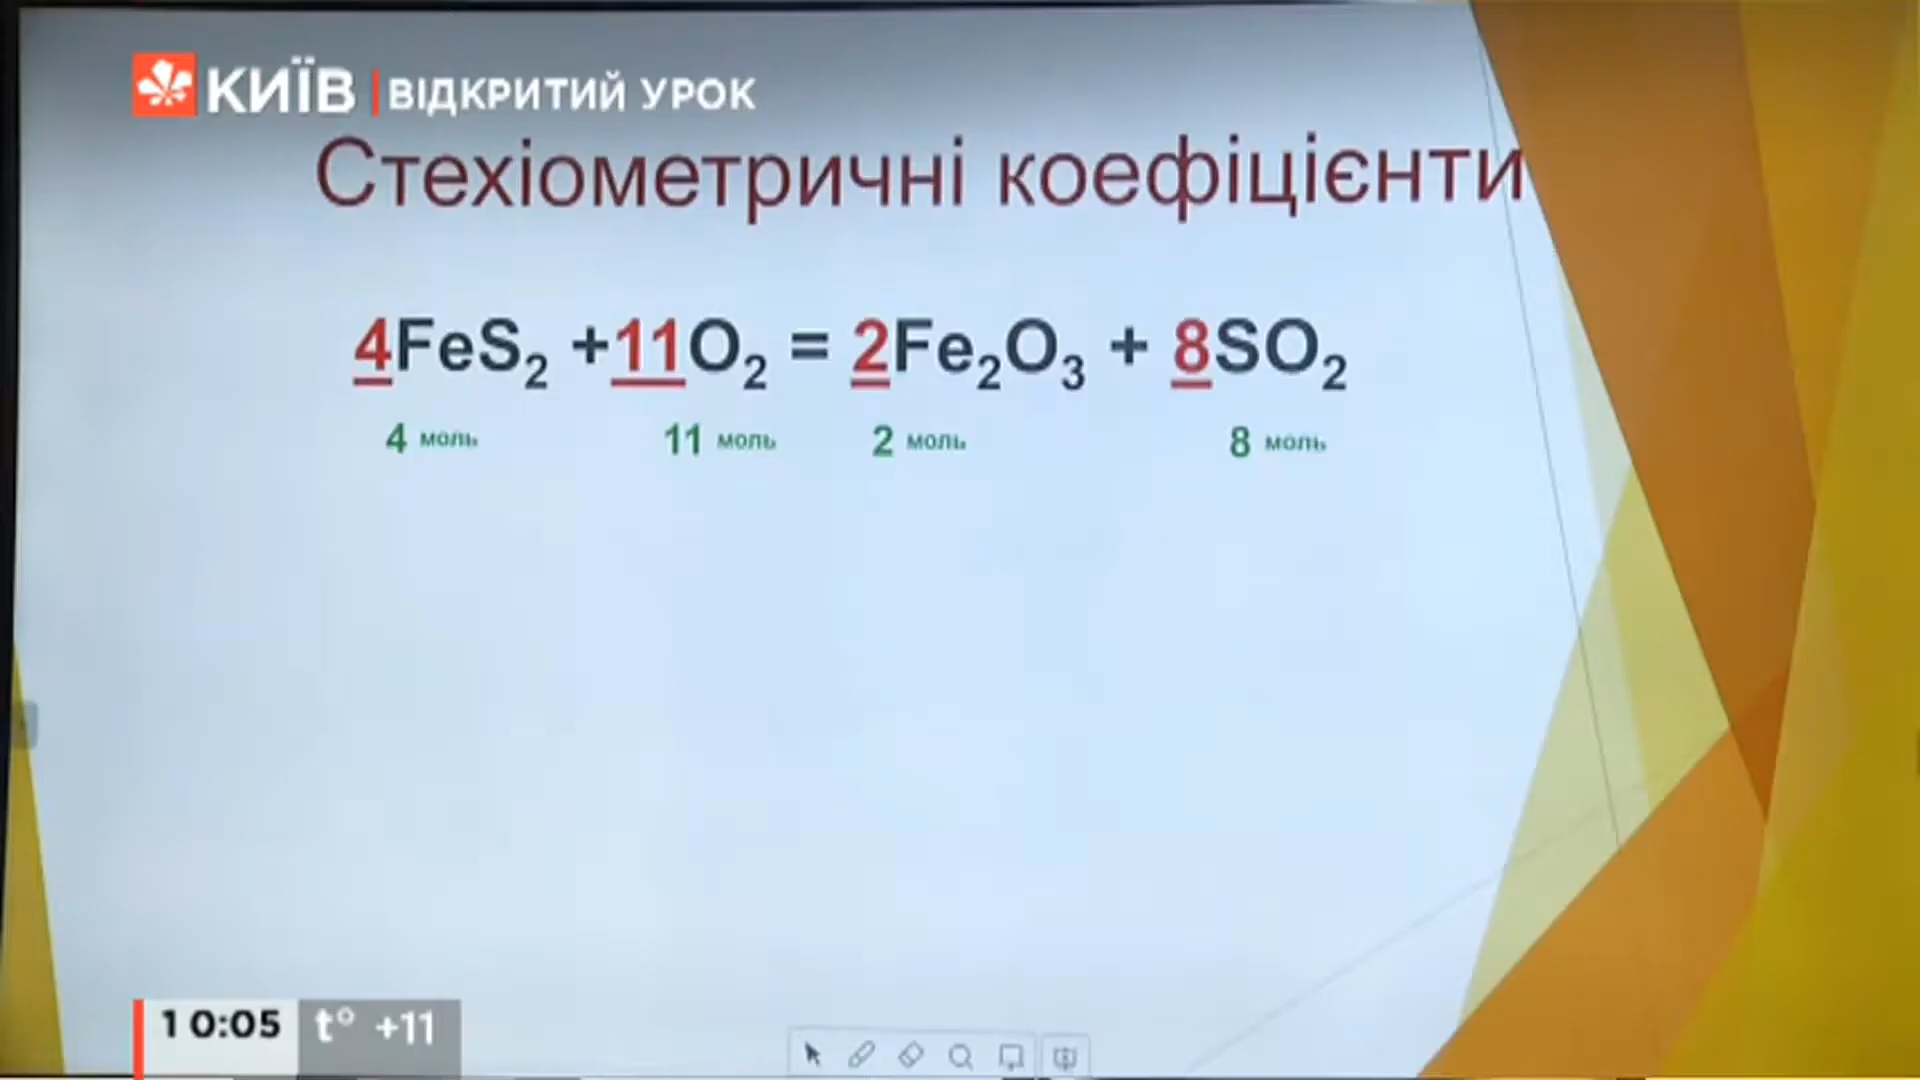 КИЇВ | ВІДКРИТИЙ УРОК
Стехіометричні коефіцієнти
4FeS₂ +11O₂ = 2Fe₂O₃ + 8SO₂
4 моль 11 моль 2 моль 8 моль
10:05 t° +11